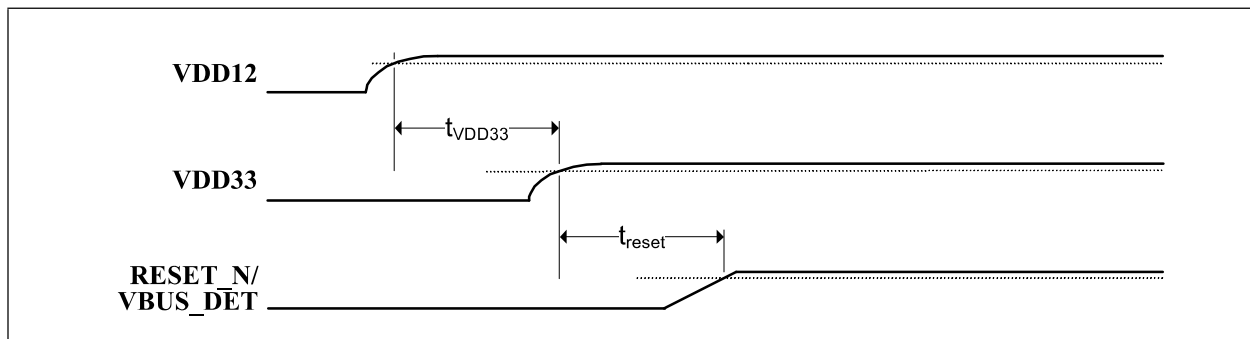 VDD12
tVDD33
VDD33
treset
RESET_N/
VBUS_DET